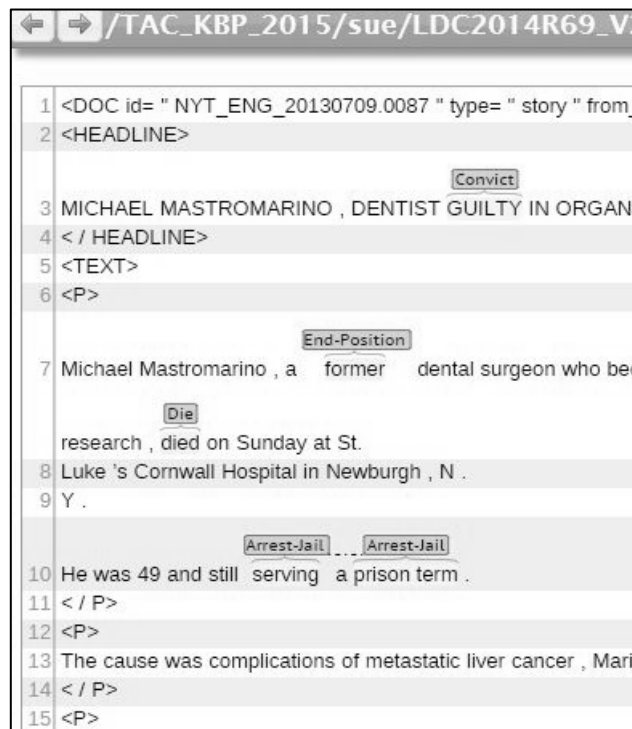 /TAC_KBP_2015/sue/LDC2014R69_V
1 <DOC id= " NYT_ENG_20130709.0087 " type= " story " from_
2 <HEADLINE>
Convict
3 MICHAEL MASTROMARINO , DENTIST GUILTY IN ORGAN
4 < / HEADLINE>
5 <TEXT>
6 <P>
End-Position
7 Michael Mastromarino , a former dental surgeon who be
Die
research , died on Sunday at St.
8 Luke 's Cornwall Hospital in Newburgh , N .
9 Y .
Arrest-Jail Arrest-Jail
10 He was 49 and still serving a prison term .
11 < / P>
12 <P>
13 The cause was complications of metastatic liver cancer , Mari
14 < / P>
15 <P>